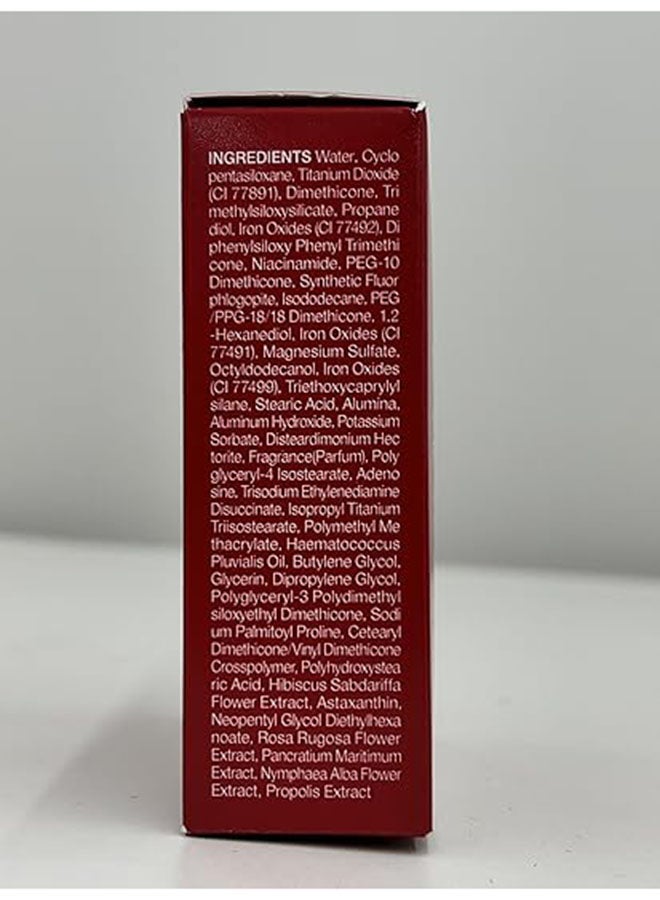 INGREDIENTS Water, Cyclo
pentasiloxane, Titanium Dioxide
(CI 77891), Dimethicone, Tri
methylsiloxysilicate, Propane
diol, Iron Oxides (CI 77492), Di
phenylsiloxy Phenyl Trimethi
cone, Niacinamide, PEG-10
Dimethicone, Synthetic Fluor
phlogopite, Isododecane, PEG
/PPG-18/18 Dimethicone, 1,2
-Hexanediol, Iron Oxides (CI
77491), Magnesium Sulfate,
Octyldodecanol, Iron Oxides
(CI 77499), Triethoxycaprylyl
silane, Stearic Acid, Alumina,
Aluminum Hydroxide, Potassium
Sorbate, Disteardimonium Hec
torite, Fragrance(Parfum), Poly
glyceryl-4 Isostearate, Adeno
sine, Trisodium Ethylenediamine
Disuccinate, Isopropyl Titanium
Triisostearate, Polymethyl Me
thacrylate, Haematococcus
Pluvialis Oil, Butylene Glycol,
Glycerin, Dipropylene Glycol,
Polyglyceryl-3 Polydimethyl
siloxyethyl Dimethicone, Sodi
um Palmitoyl Proline, Cetearyl
Dimethicone/Vinyl Dimethicone
Crosspolymer, Polyhydroxystea
ric Acid, Hibiscus Sabdariffa
Flower Extract, Astaxanthin,
Neopentyl Glycol Diethylhexa
noate, Rosa Rugosa Flower
Extract, Pancratium Maritimum
Extract, Nymphaea Alba Flower
Extract, Propolis Extract